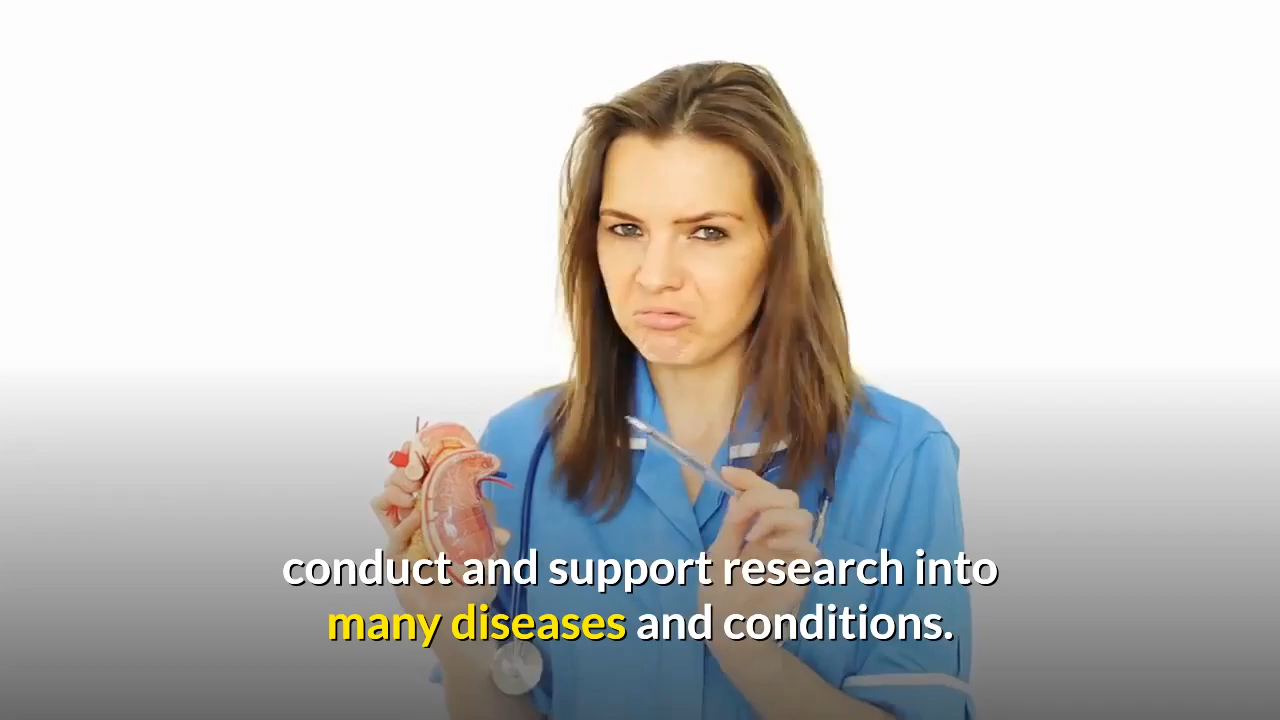 conduct and support research into
many diseases and conditions.